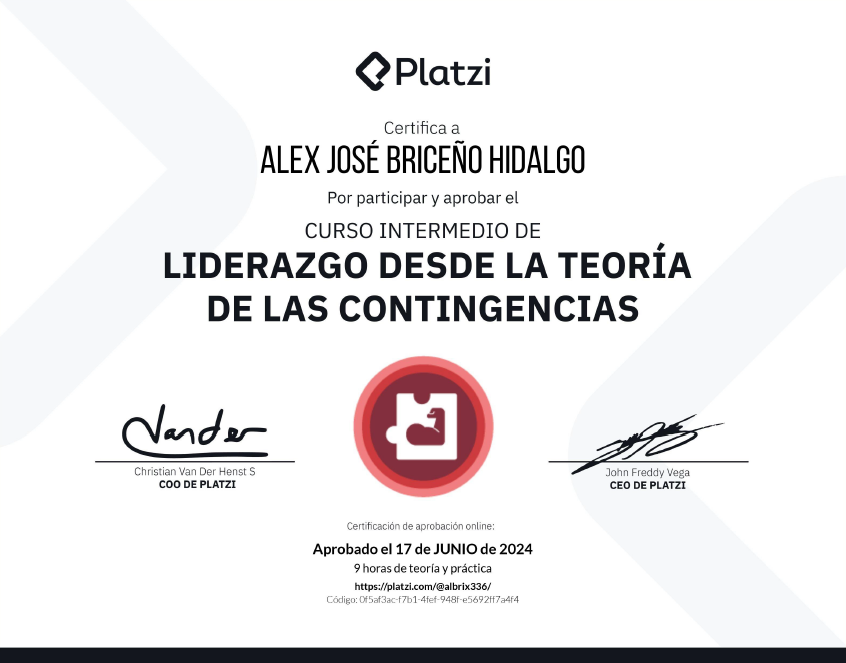 Platzi
Certifica a
ALEX JOSÉ BRICEÑO HIDALGO
Por participar y aprobar el
CURSO INTERMEDIO DE
LIDERAZGO DESDE LA TEORÍA
DE LAS CONTINGENCIAS
Vander
Christian Van Der Henst S
COO DE PLATZI
John Freddy Vega
CEO DE PLATZI
Certificación de aprobación online:
Aprobado el 17 de JUNIO de 2024
9 horas de teoría y práctica
https://platzi.com/@albrix336/
Código: 0f5af3ac-f7b1-4fef-948f-e5692ff7a4f4